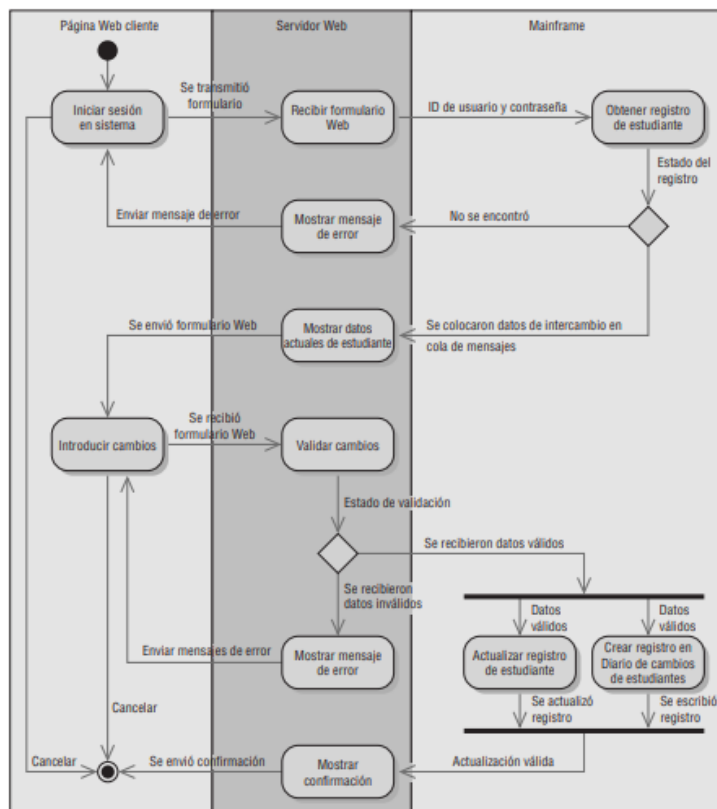 Página Web cliente
Servidor Web
Mainframe
Iniciar sesión
en sistema
Se transmitió
formulario
Recibir formulario
Web
ID de usuario y contraseña
Obtener registro
de estudiante
Estado del
registro
Enviar mensaje de error
Mostrar mensaje
de error
No se encontró
Se envió formulario Web
Mostrar datos
actuales de estudiante
Se colocaron datos de intercambio en
cola de mensajes
Introducir cambios
Se recibió
formulario Web
Validar cambios
Estado de validación
Se recibieron datos válidos
Se recibieron
datos inválidos
Datos
válidos
Datos
válidos
Enviar mensajes de error
Mostrar mensaje
de error
Actualizar registro
de estudiante
Crear registro en
Diario de cambios
de estudiantes
Cancelar
Se actualizó
registro
Se escribió
registro
Cancelar
Se envió confirmación
Mostrar
confirmación
Actualización válida